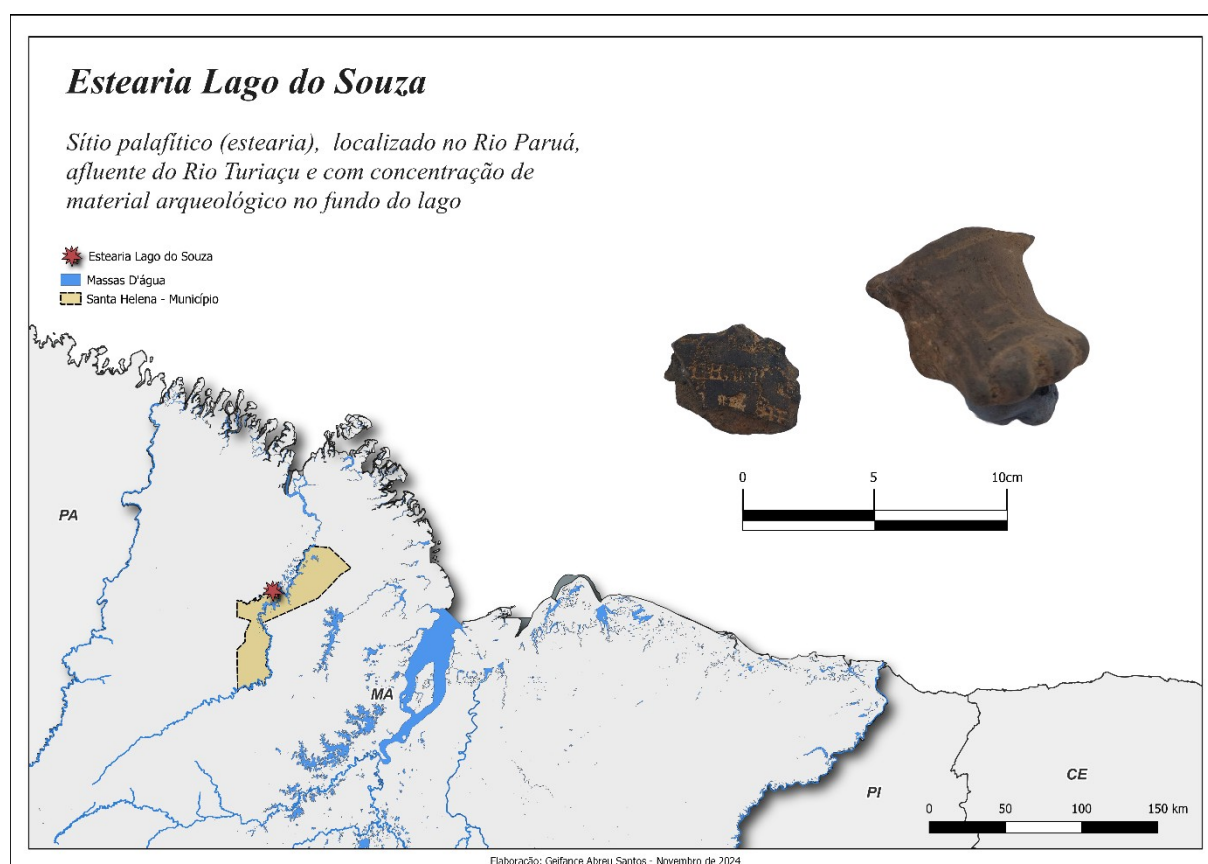 Estearia Lago do Souza
Sítio palafítico (estearia), localizado no Rio Paruá,
afluente do Rio Turiaçu e com concentração de
material arqueológico no fundo do lago
Estearia Lago do Souza
Massas D'água
Santa Helena - Município
0 5 10cm
PA
MA
PI
CE
0 50 100 150 km
Elaboração: Geifance Abreu Santos - Novembro de 2024